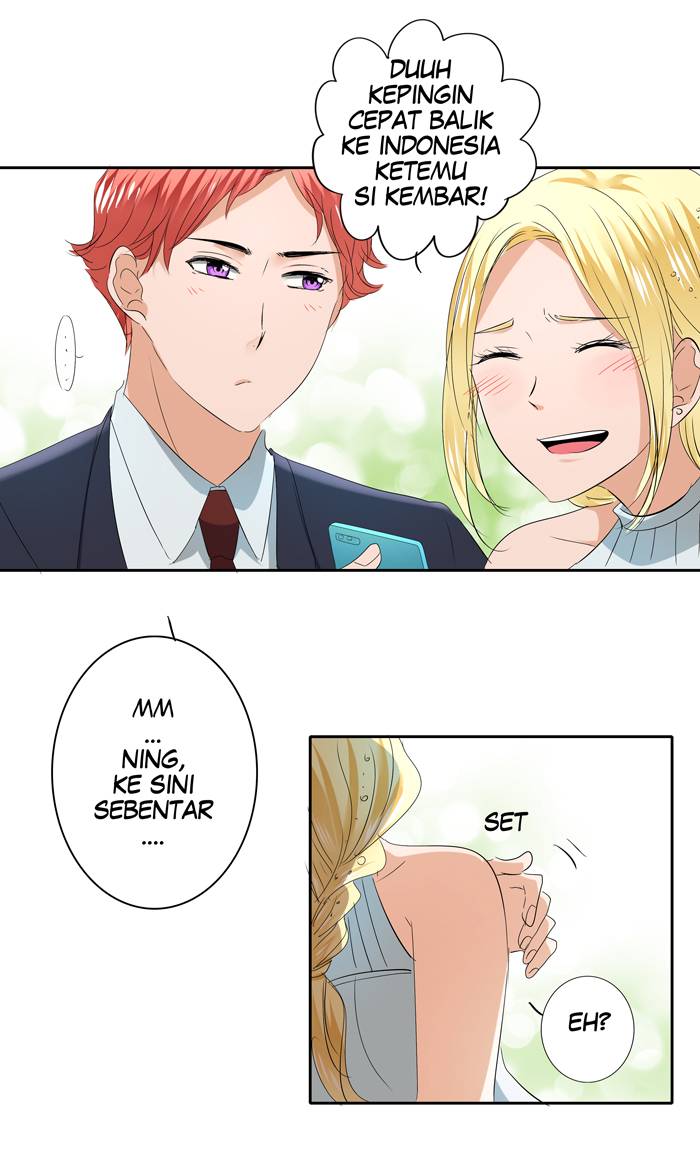 DUUH
KEPINGIN
CEPAT BALIK
KE INDONESIA
KETEMU
SI KEMBAR!
......
MM
...
NING,
KE SINI
SEBENTAR
....
SET
EH?